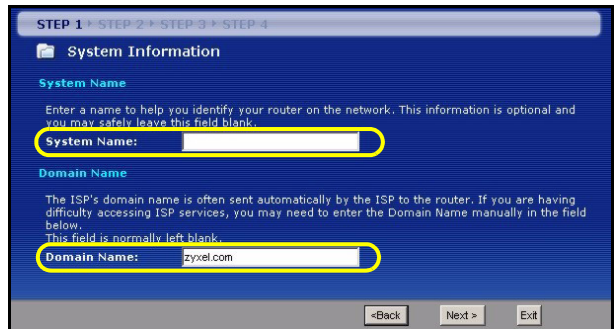 STEP 1 ▸ STEP 2 ▸ STEP 3 ▸ STEP 4
System Information
System Name
Enter a name to help you identify your router on the network. This information is optional and
you may safely leave this field blank.
System Name:
Domain Name
The ISP's domain name is often sent automatically by the ISP to the router. If you are having
difficulty accessing ISP services, you may need to enter the Domain Name manually in the field
below.
This field is normally left blank.
Domain Name: zyxel.com
<Back Next > Exit